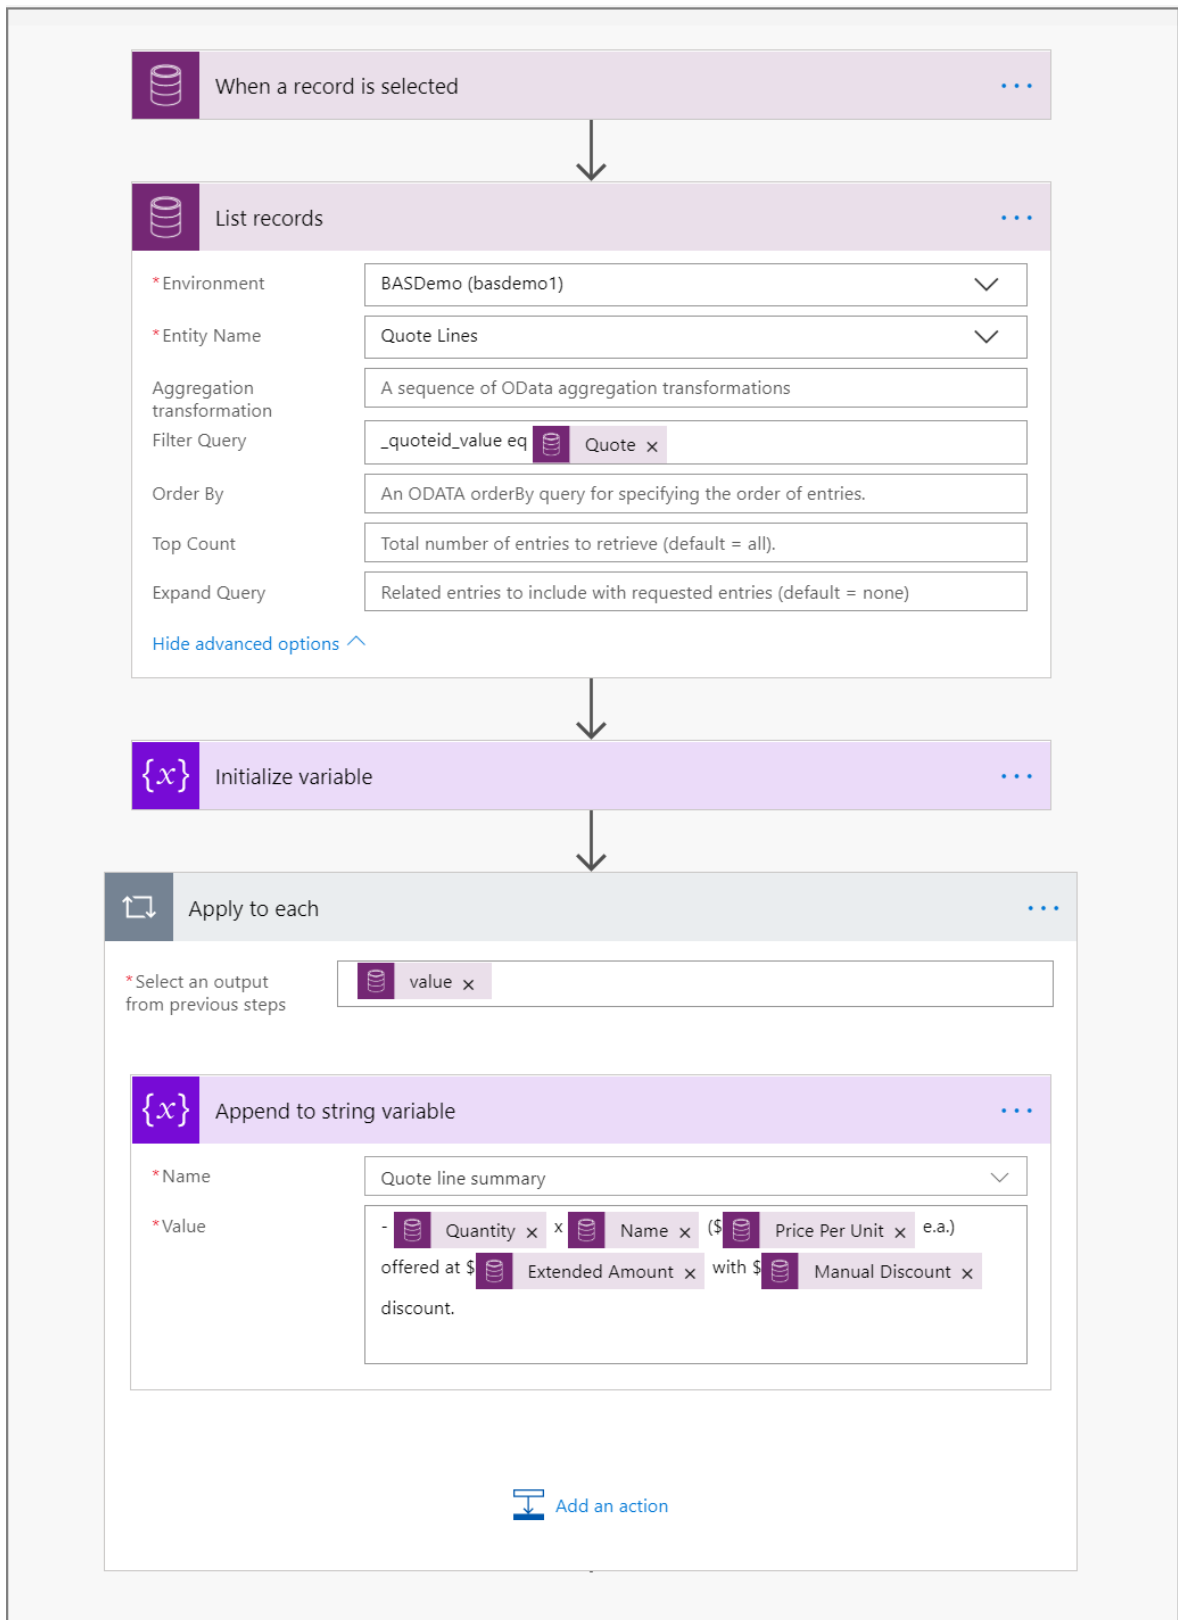 When a record is selected
List records
*Environment
BASDemo (basdemo1)
*Entity Name
Quote Lines
Aggregation
transformation
A sequence of OData aggregation transformations
Filter Query
_quoteid_value eq Quote ×
Order By
An ODATA orderBy query for specifying the order of entries.
Top Count
Total number of entries to retrieve (default = all).
Expand Query
Related entries to include with requested entries (default = none)
Hide advanced options
{x} Initialize variable
Apply to each
*Select an output
from previous steps
value ×
{x} Append to string variable
*Name
Quote line summary
*Value
- Quantity × x Name × ($ Price Per Unit × e.a.)
offered at $ Extended Amount × with $ Manual Discount ×
discount.
Add an action